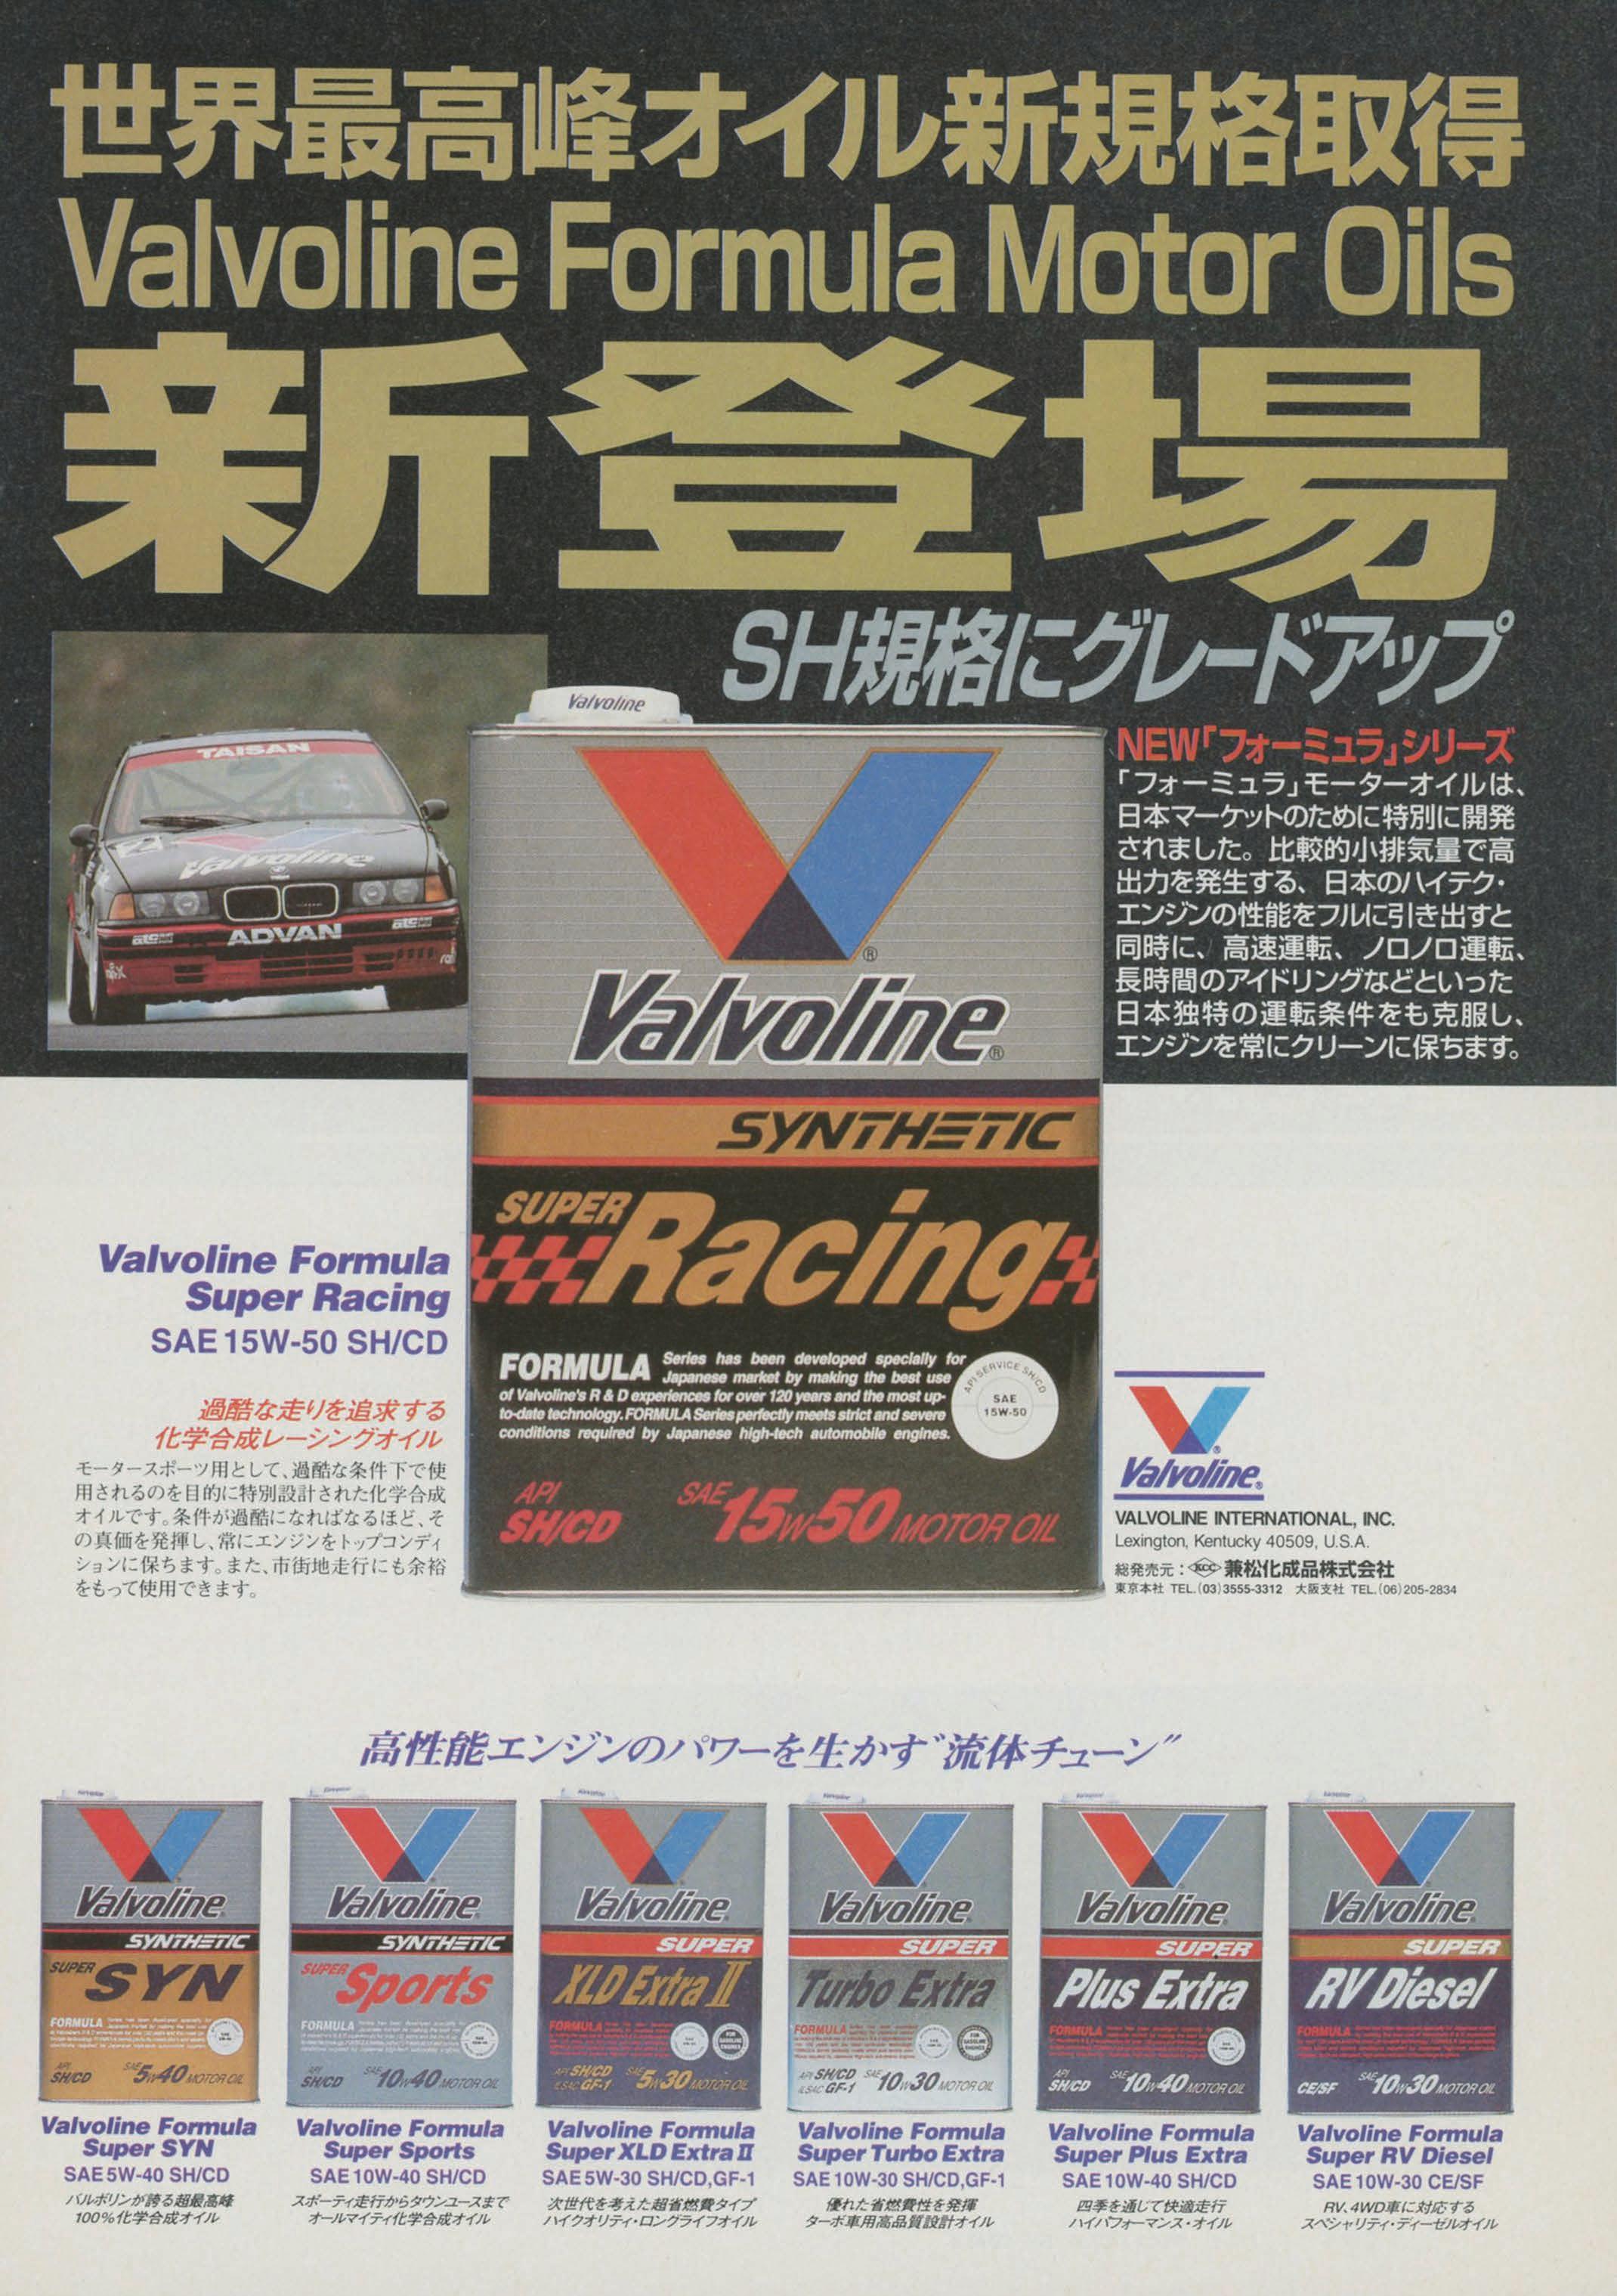 世界最高峰オイル新規格取得
Valvoline Formula Motor Oils
新登場
SH規格にグレードアップ
TAISAN
Valvoline
ADVAN
Valvoline
Valvoline®
SYNTHETIC
SUPER Racing
FORMULA Series has been developed specially for
Japanese market by making the best use
of Valvoline's R & D experiences for over 120 years and the most up-
to-date technology. FORMULA Series perfectly meets strict and severe
conditions required by Japanese high-tech automobile engines.
API SERVICE SH/CD
SAE
15W-50
API
SH/CD
SAE 15W50 MOTOR OIL
NEW「フォーミュラ」シリーズ
「フォーミュラ」モーターオイルは、
日本マーケットのために特別に開発
されました。比較的小排気量で高
出力を発生する、日本のハイテク・
エンジンの性能をフルに引き出すと
同時に、高速運転、ノロノロ運転、
長時間のアイドリングなどといった
日本独特の運転条件をも克服し、
エンジンを常にクリーンに保ちます。
Valvoline Formula
Super Racing
SAE 15W-50 SH/CD
過酷な走りを追求する
化学合成レーシングオイル
モータースポーツ用として、過酷な条件下で使
用されるのを目的に特別設計された化学合成
オイルです。条件が過酷になればなるほど、そ
の真価を発揮し、常にエンジンをトップコンディ
ションに保ちます。また、市街地走行にも余裕
をもって使用できます。
Valvoline®
VALVOLINE INTERNATIONAL, INC.
Lexington, Kentucky 40509, U.S.A.
総発売元：KCC 兼松化成品株式会社
東京本社 TEL.(03)3555-3312 大阪支社 TEL.(06)205-2834
高性能エンジンのパワーを生かす“流体チューン”
Valvoline
SYNTHETIC
SUPER SYN
FORMULA
API
SH/CD
SAE 5W40 MOTOR OIL
Valvoline Formula
Super SYN
SAE 5W-40 SH/CD
バルボリンが誇る超最高峰
100%化学合成オイル
Valvoline
SYNTHETIC
SUPER Sports
FORMULA
API
SH/CD
SAE 10W40 MOTOR OIL
Valvoline Formula
Super Sports
SAE 10W-40 SH/CD
スポーティ走行からタウンユースまで
オールマイティ化学合成オイル
Valvoline
SUPER
XLD Extra II
FORMULA
API SH/CD
ILSAC GF-1
SAE 5W30 MOTOR OIL
Valvoline Formula
Super XLD Extra II
SAE 5W-30 SH/CD,GF-1
次世代を考えた超省燃費タイプ
ハイクオリティ・ロングライフオイル
Valvoline
SUPER
Turbo Extra
FORMULA
API SH/CD
ILSAC GF-1
SAE 10W30 MOTOR OIL
Valvoline Formula
Super Turbo Extra
SAE 10W-30 SH/CD,GF-1
優れた省燃費性を発揮
ターボ車用高品質設計オイル
Valvoline
SUPER
Plus Extra
FORMULA
API
SH/CD
SAE 10W40 MOTOR OIL
Valvoline Formula
Super Plus Extra
SAE 10W-40 SH/CD
四季を通じて快適走行
ハイパフォーマンス・オイル
Valvoline
SUPER
RV Diesel
FORMULA
CE/SF
SAE 10W30 MOTOR OIL
Valvoline Formula
Super RV Diesel
SAE 10W-30 CE/SF
RV、4WD車に対応する
スペシャリティ・ディーゼルオイル